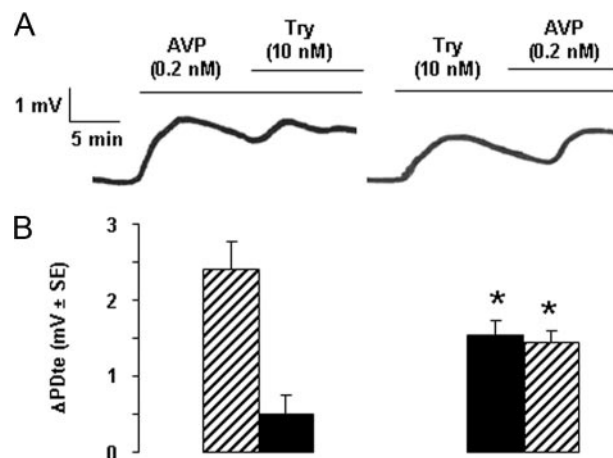 A
AVP
(0.2 nM)
Try
(10 nM)
Try
(10 nM)
AVP
(0.2 nM)
1 mV
5 min
B
ΔPDte (mV ± SE)
3
2
1
0
*
*